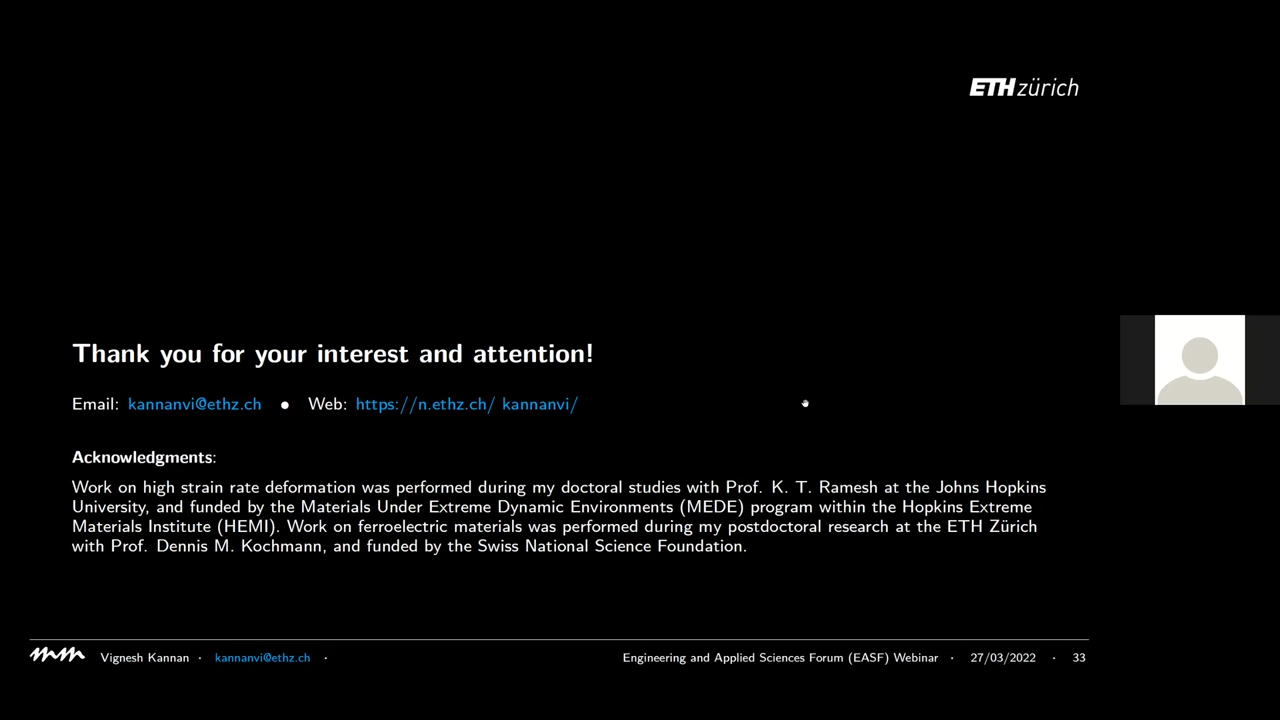 ETH zürich
Thank you for your interest and attention!
Email: kannanvi@ethz.ch • Web: https://n.ethz.ch/ kannanvi/
Acknowledgments:
Work on high strain rate deformation was performed during my doctoral studies with Prof. K. T. Ramesh at the Johns Hopkins
University, and funded by the Materials Under Extreme Dynamic Environments (MEDE) program within the Hopkins Extreme
Materials Institute (HEMI). Work on ferroelectric materials was performed during my postdoctoral research at the ETH Zürich
with Prof. Dennis M. Kochmann, and funded by the Swiss National Science Foundation.
Vignesh Kannan · kannanvi@ethz.ch · Engineering and Applied Sciences Forum (EASF) Webinar · 27/03/2022 · 33